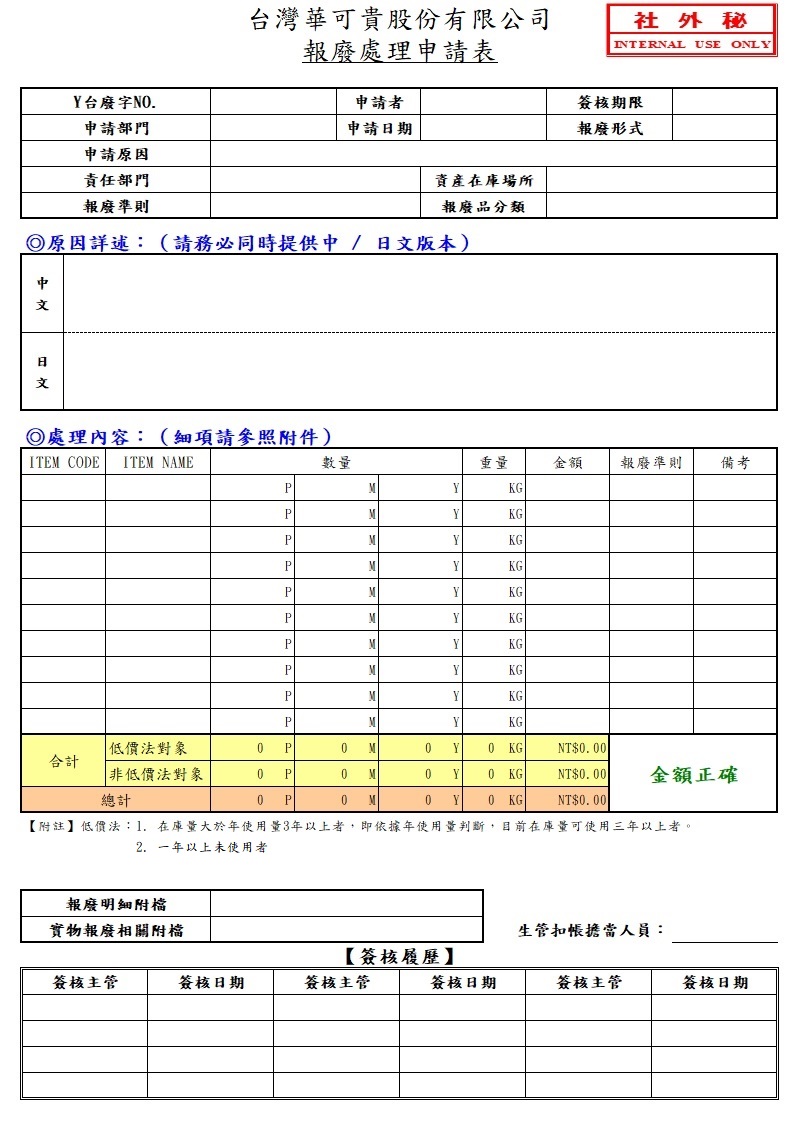 台灣華可貴股份有限公司
報廢處理申請表
社外秘
INTERNAL USE ONLY
Y台廢字NO. 申請者 簽核期限
申請部門 申請日期 報廢形式
申請原因
責任部門 資產在庫場所
報廢準則 報廢品分類
◎原因詳述：（請務必同時提供中 / 日文版本）
中文
日文
◎處理內容：（細項請參照附件）
ITEM CODE ITEM NAME 數量 重量 金額 報廢準則 備考
P M Y KG
P M Y KG
P M Y KG
P M Y KG
P M Y KG
P M Y KG
P M Y KG
P M Y KG
P M Y KG
P M Y KG
合計 低價法對象 0 P 0 M 0 Y 0 KG NT$0.00
非低價法對象 0 P 0 M 0 Y 0 KG NT$0.00
金額正確
總計 0 P 0 M 0 Y 0 KG NT$0.00
【附註】低價法：1. 在庫量大於年使用量3年以上者，即依據年使用量判斷，目前在庫量可使用三年以上者。
2. 一年以上未使用者
報廢明細附檔
實物報廢相關附檔 生管扣帳擔當人員：
【簽核履歷】
簽核主管 簽核日期 簽核主管 簽核日期 簽核主管 簽核日期